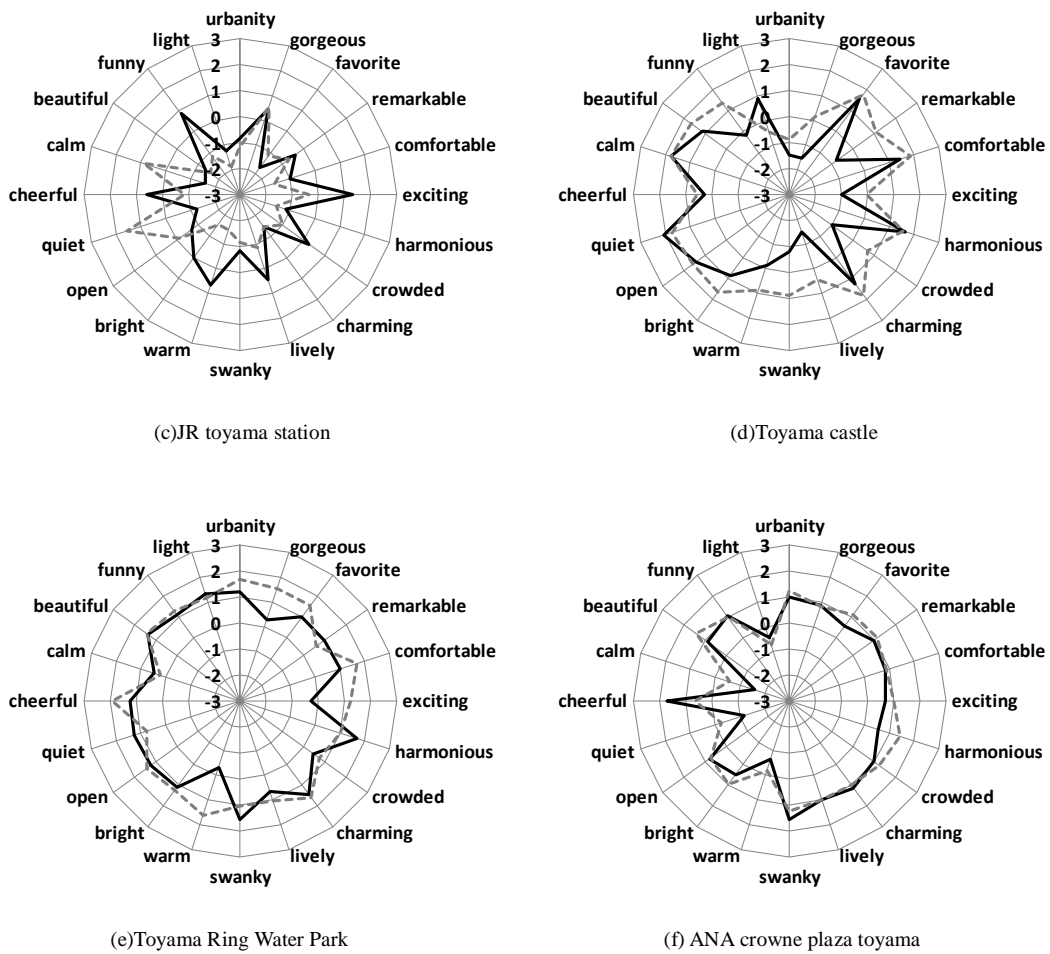 urbanity
light
gorgeous
funny
favorite
beautiful
remarkable
calm
comfortable
cheerful
exciting
quiet
harmonious
open
crowded
bright
charming
warm
lively
swanky
3
2
1
0
-1
-2
-3
(c)JR toyama station
urbanity
light
gorgeous
funny
favorite
beautiful
remarkable
calm
comfortable
cheerful
exciting
quiet
harmonious
open
crowded
bright
charming
warm
lively
swanky
3
2
1
0
-1
-2
-3
(d)Toyama castle
urbanity
light
gorgeous
funny
favorite
beautiful
remarkable
calm
comfortable
cheerful
exciting
quiet
harmonious
open
crowded
bright
charming
warm
lively
swanky
3
2
1
0
-1
-2
-3
(e)Toyama Ring Water Park
urbanity
light
gorgeous
funny
favorite
beautiful
remarkable
calm
comfortable
cheerful
exciting
quiet
harmonious
open
crowded
bright
charming
warm
lively
swanky
3
2
1
0
-1
-2
-3
(f) ANA crowne plaza toyama